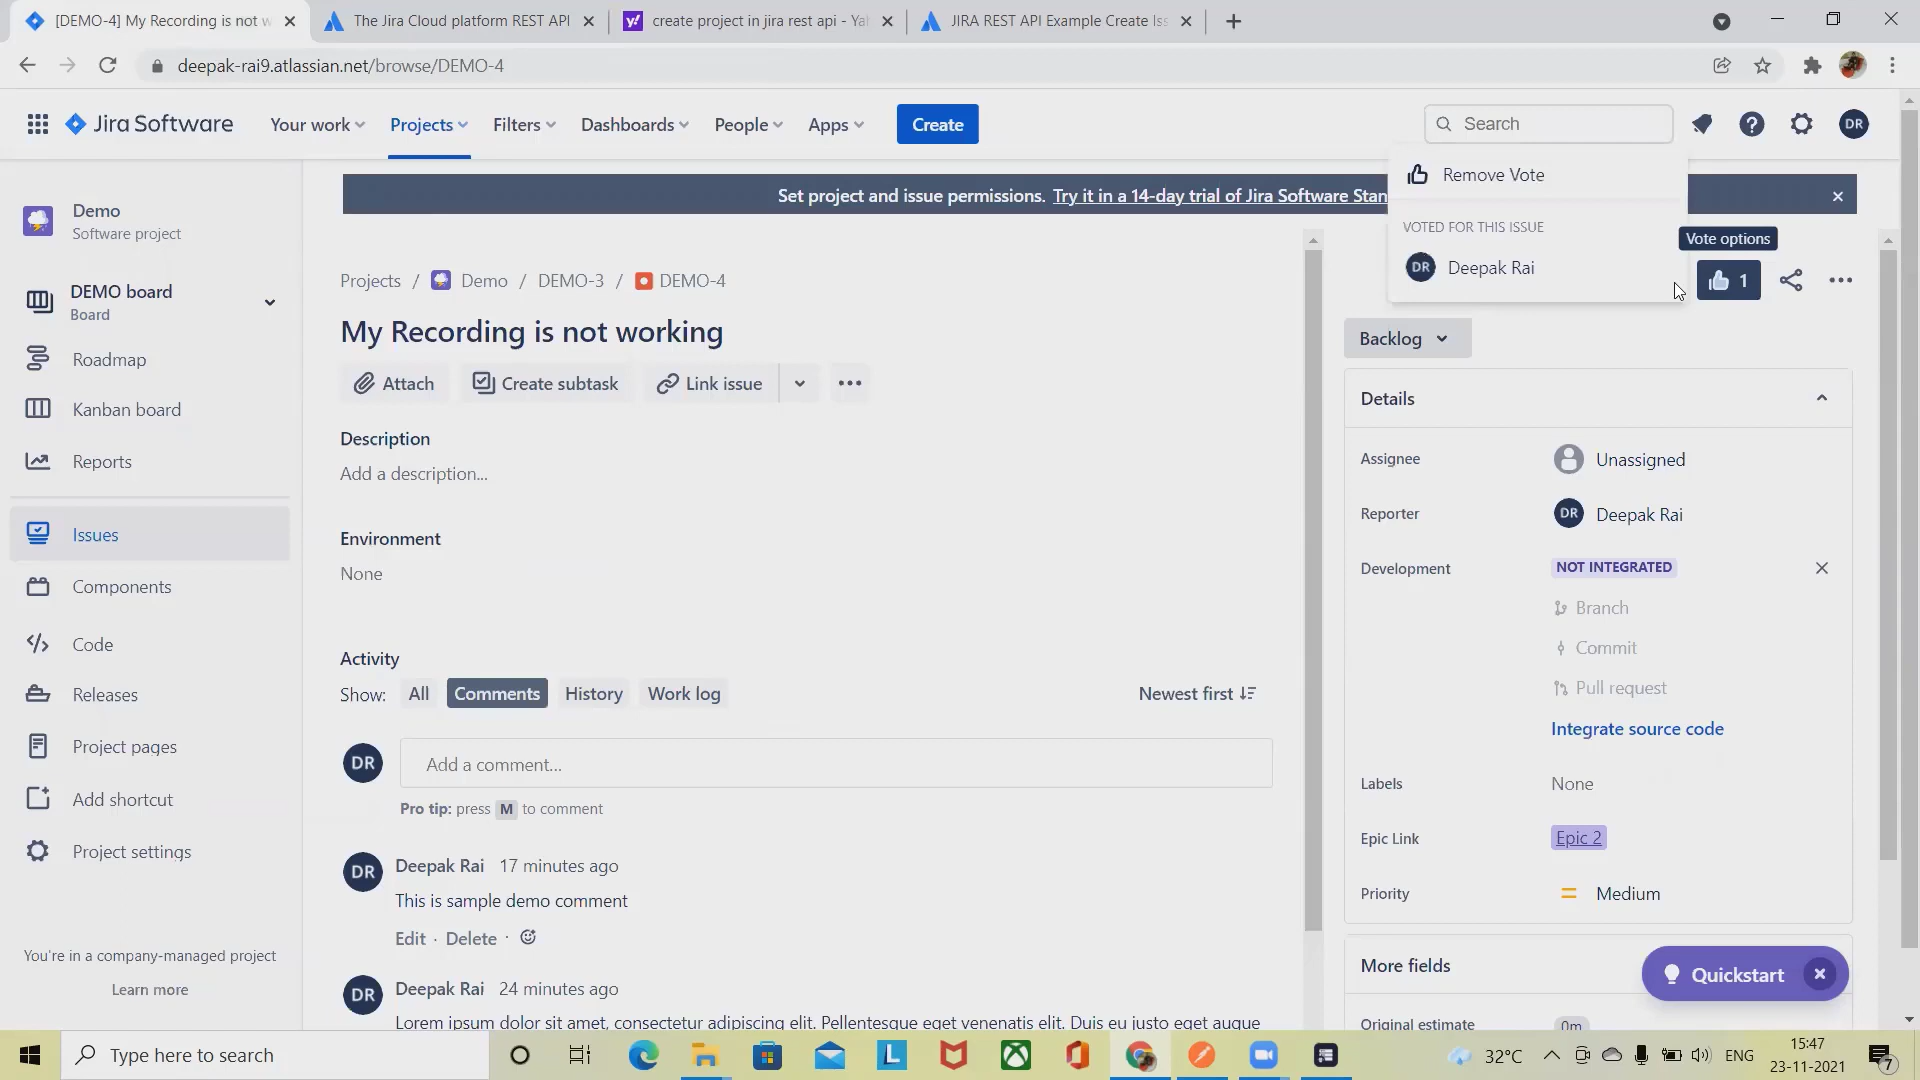 [DEMO-4] My Recording is not w
The Jira Cloud platform REST API
create project in jira rest api - Ya
JIRA REST API Example Create Iss
deepak-rai9.atlassian.net/browse/DEMO-4
Jira Software
Your work
Projects
Filters
Dashboards
People
Apps
Create
Search
DR
Set project and issue permissions. Try it in a 14-day trial of Jira Software Stan
Remove Vote
VOTED FOR THIS ISSUE
DR Deepak Rai
Vote options
1
Demo
Software project
DEMO board
Board
Roadmap
Kanban board
Reports
Issues
Components
Code
Releases
Project pages
Add shortcut
Project settings
You're in a company-managed project
Learn more
Projects / Demo / DEMO-3 / DEMO-4
My Recording is not working
Attach
Create subtask
Link issue
Description
Add a description...
Environment
None
Activity
Show: All Comments History Work log
Newest first
DR
Add a comment...
Pro tip: press M to comment
DR
Deepak Rai 17 minutes ago
This is sample demo comment
Edit · Delete ·
DR
Deepak Rai 24 minutes ago
Lorem ipsum dolor sit amet, consectetur adipiscing elit. Pellentesque eget venenatis elit. Duis eu justo eget augue
Backlog
Details
Assignee
Unassigned
Reporter
DR Deepak Rai
Development
NOT INTEGRATED
Branch
Commit
Pull request
Integrate source code
Labels
None
Epic Link
Epic 2
Priority
Medium
More fields
Quickstart
Original estimate
0m
Type here to search
32°C
ENG
15:47
23-11-2021
7